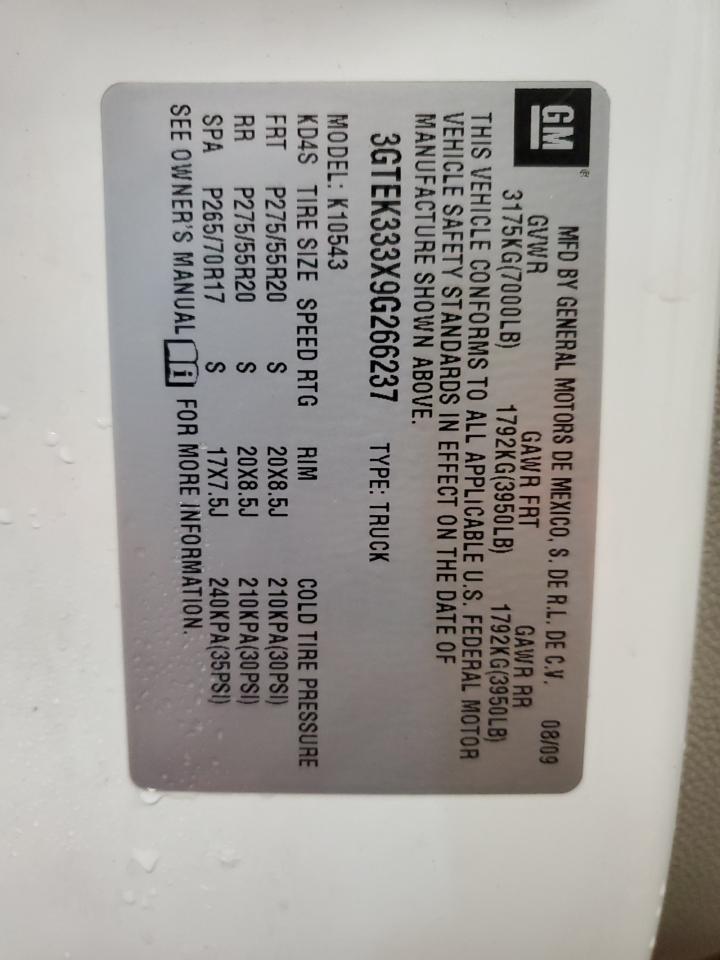 GM®
MFD BY GENERAL MOTORS DE MEXICO, S. DE R.L. DE C.V. 08/09
GVWR GAWR FRT GAWR RR
3175KG(7000LB) 1792KG(3950LB) 1792KG(3950LB)
THIS VEHICLE CONFORMS TO ALL APPLICABLE U.S. FEDERAL MOTOR
VEHICLE SAFETY STANDARDS IN EFFECT ON THE DATE OF
MANUFACTURE SHOWN ABOVE.
3GTEK333X9G266237 TYPE: TRUCK
MODEL: K10543
KD4S TIRE SIZE SPEED RTG RIM COLD TIRE PRESSURE
FRT P275/55R20 S 20X8.5J 210KPA(30PSI)
RR P275/55R20 S 20X8.5J 210KPA(30PSI)
SPA P265/70R17 S 17X7.5J 240KPA(35PSI)
SEE OWNER'S MANUAL i FOR MORE INFORMATION.